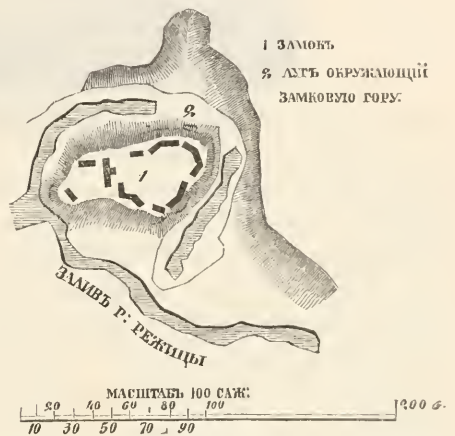 1 ЗАМОКЪ
2 ЛУГЪ ОКРУЖАЮЩІЙ
ЗАМКОВУЮ ГОРУ.
2
1
ЗАЛИВЪ Р: РЕЖИЦЫ
МАСШТАБЪ 100 САЖ:
20 40 60 80 100 200 с.
10 30 50 70 90